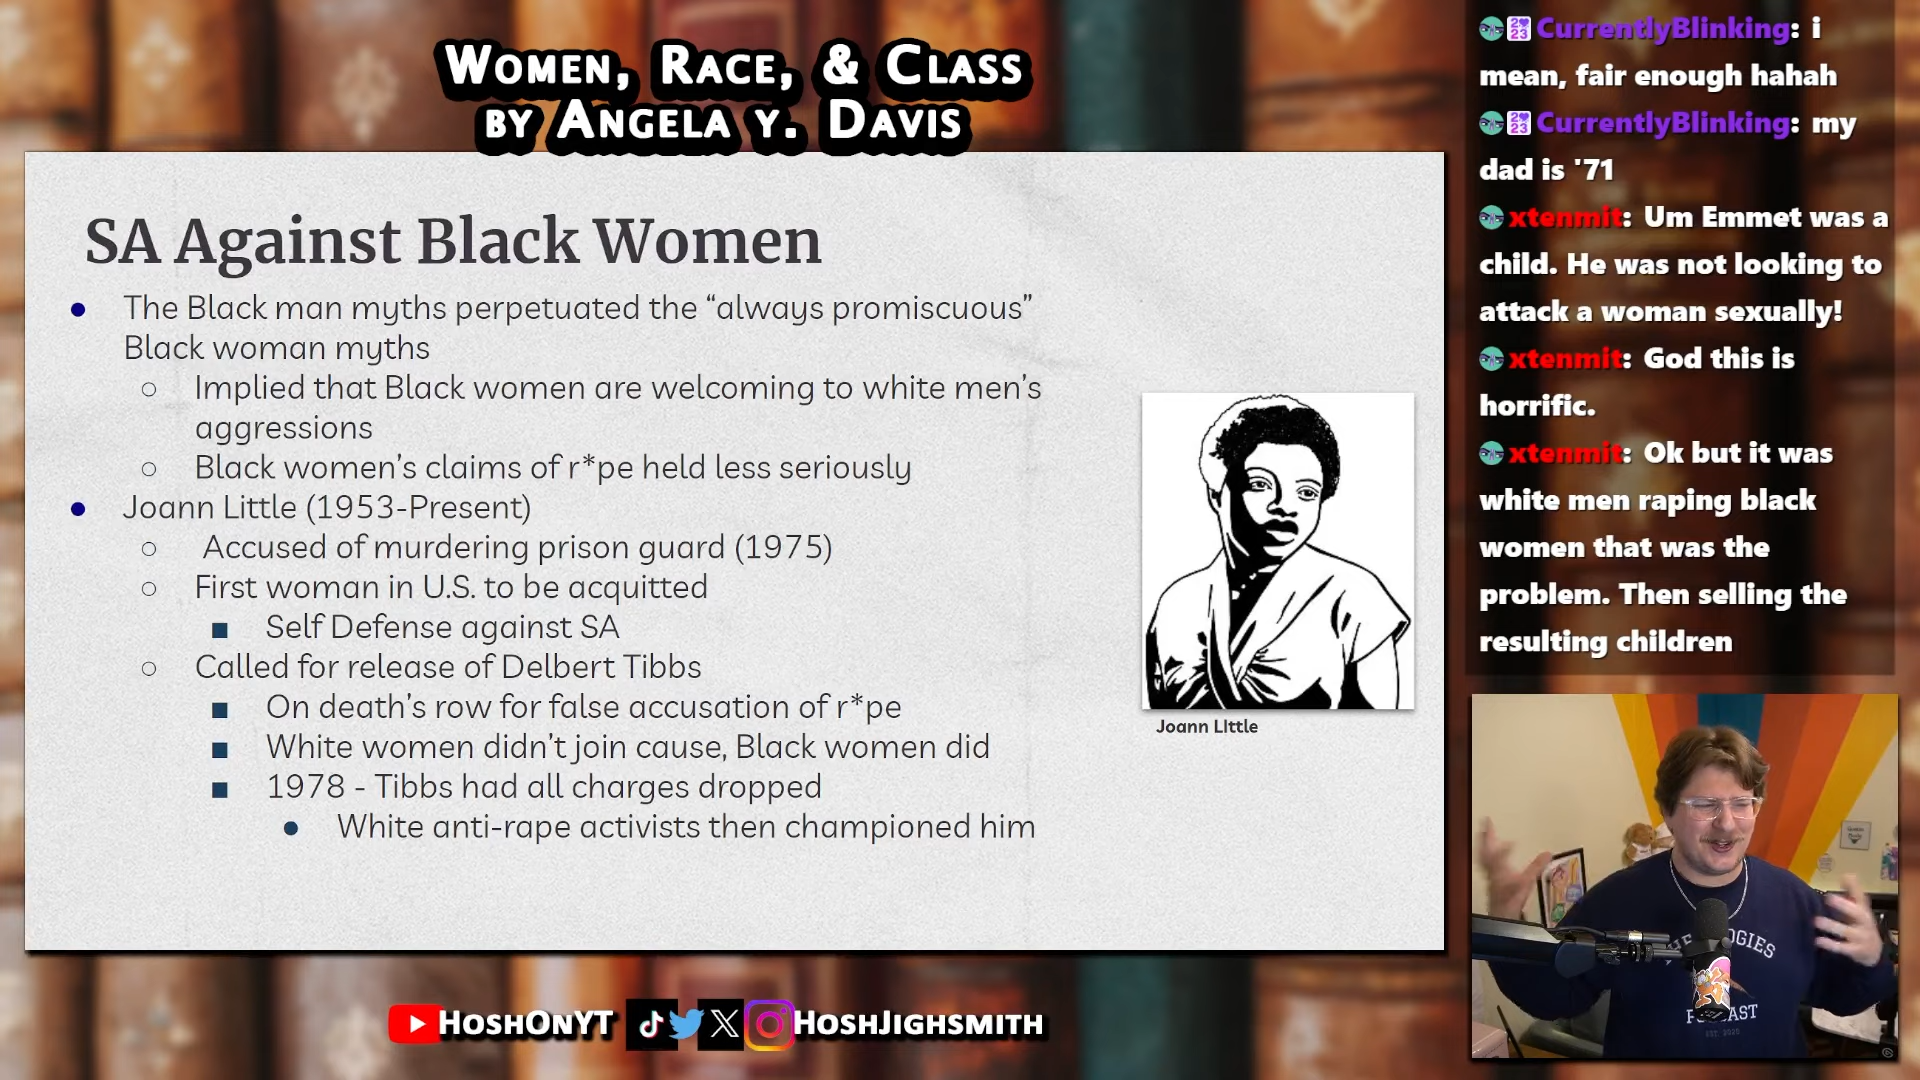 Women, Race, & Class
by Angela Y. Davis
SA Against Black Women
● The Black man myths perpetuated the “always promiscuous”
Black woman myths
○ Implied that Black women are welcoming to white men’s
aggressions
○ Black women’s claims of r*pe held less seriously
● Joann Little (1953-Present)
○ Accused of murdering prison guard (1975)
○ First woman in U.S. to be acquitted
■ Self Defense against SA
○ Called for release of Delbert Tibbs
■ On death’s row for false accusation of r*pe
■ White women didn’t join cause, Black women did
■ 1978 - Tibbs had all charges dropped
● White anti-rape activists then championed him
Joann LIttle
HoshOnYT
HoshJighsmith
CurrentlyBlinking: i
mean, fair enough hahah
CurrentlyBlinking: my
dad is '71
xtenmit: Um Emmet was a
child. He was not looking to
attack a woman sexually!
xtenmit: God this is
horrific.
xtenmit: Ok but it was
white men raping black
women that was the
problem. Then selling the
resulting children